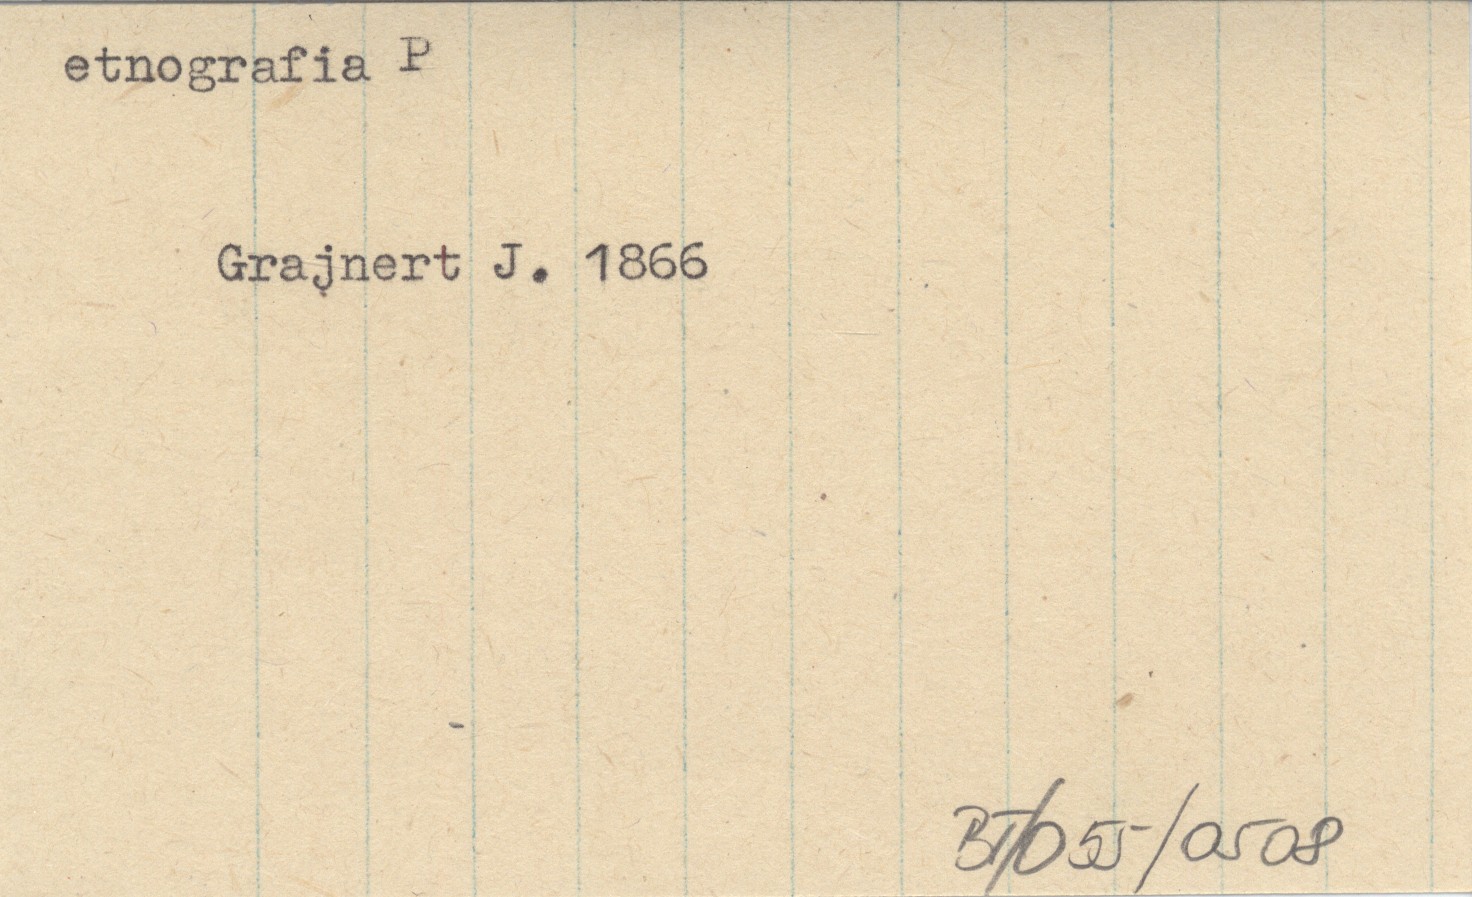 etnografia P
Grajnert J. 1866
BT/055/0508